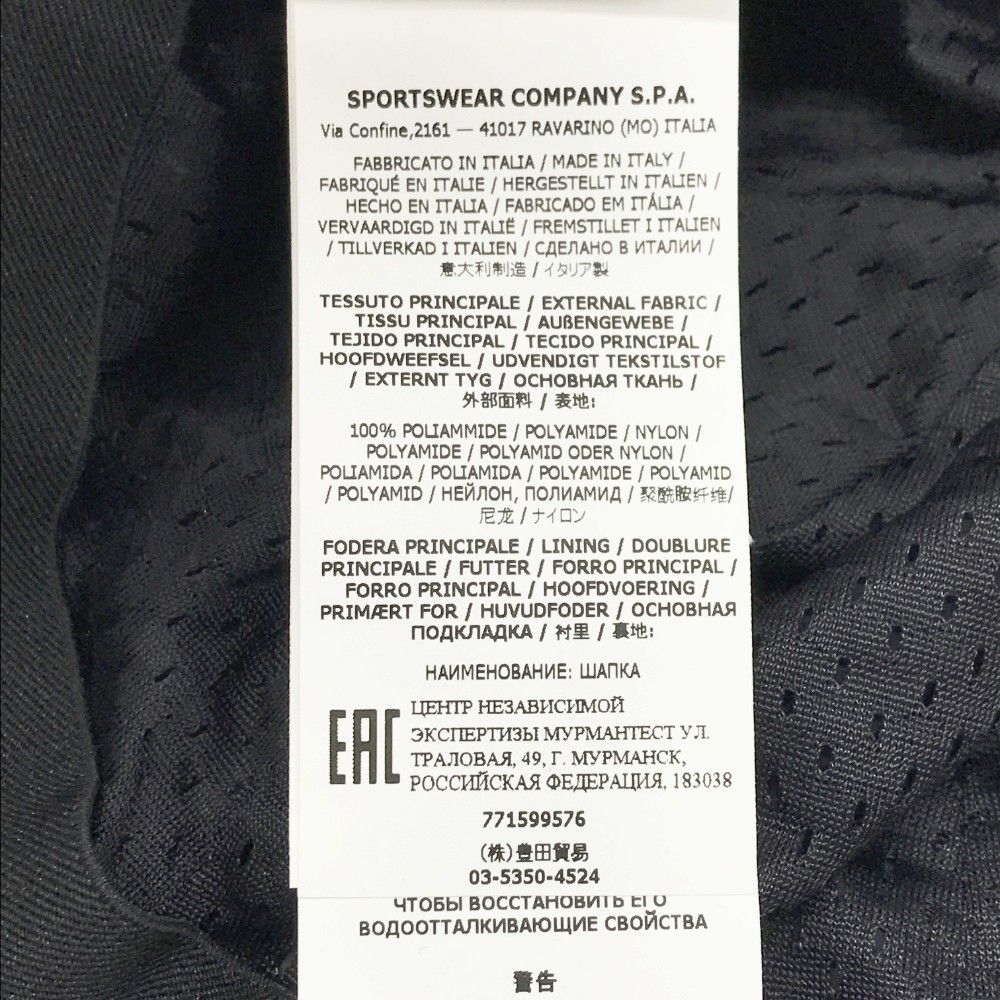 SPORTSWEAR COMPANY S.P.A.
Via Confine,2161 — 41017 RAVARINO (MO) ITALIA
FABBRICATO IN ITALIA / MADE IN ITALY /
FABRIQUÉ EN ITALIE / HERGESTELLT IN ITALIEN /
HECHO EN ITALIA / FABRICADO EM ITÁLIA /
VERVAARDIGD IN ITALIË / FREMSTILLET I ITALIEN
/ TILLVERKAD I ITALIEN / СДЕЛАНО В ИТАЛИИ /
意大利制造 / イタリア製
TESSUTO PRINCIPALE / EXTERNAL FABRIC /
TISSU PRINCIPAL / AUßENGEWEBE /
TEJIDO PRINCIPAL / TECIDO PRINCIPAL /
HOOFDWEEFSEL / UDVENDIGT TEKSTILSTOF
/ EXTERNT TYG / ОСНОВНАЯ ТКАНЬ /
外部面料 / 表地:
100% POLIAMMIDE / POLYAMIDE / NYLON /
POLYAMIDE / POLYAMID ODER NYLON /
POLIAMIDA / POLIAMIDA / POLYAMIDE / POLYAMID
/ POLYAMID / НЕЙЛОН, ПОЛИАМИД / 聚酰胺纤维/
尼龙 / ナイロン
FODERA PRINCIPALE / LINING / DOUBLURE
PRINCIPALE / FUTTER / FORRO PRINCIPAL /
FORRO PRINCIPAL / HOOFDVOERING /
PRIMÆRT FOR / HUVUDFODER / ОСНОВНАЯ
ПОДКЛАДКА / 衬里 / 裏地:
НАИМЕНОВАНИЕ: ШАПКА
EAC
ЦЕНТР НЕЗАВИСИМОЙ
ЭКСПЕРТИЗЫ МУРМАНТЕСТ УЛ.
ТРАЛОВАЯ, 49, Г. МУРМАНСК,
РОССИЙСКАЯ ФЕДЕРАЦИЯ, 183038
771599576
(株)豊田貿易
03-5350-4524
ЧТОБЫ ВОССТАНОВИТЬ ЕГО
ВОДООТТАЛКИВАЮЩИЕ СВОЙСТВА
警告